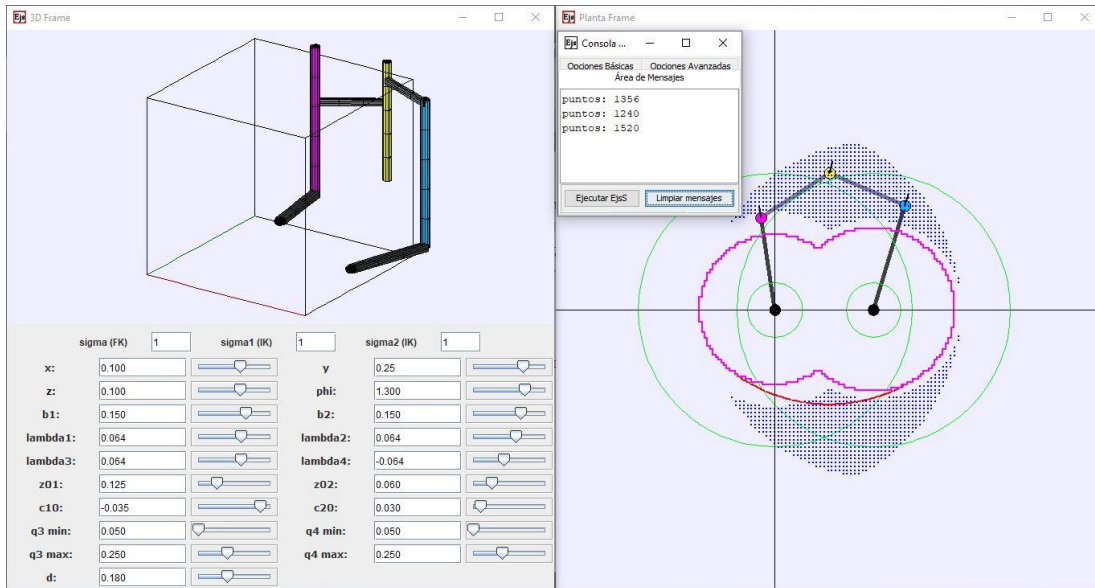 Ejs 3D Frame
sigma (FK) 1 sigma1 (IK) 1 sigma2 (IK) 1
x: 0.100 y 0.25
z: 0.100 phi: 1.300
b1: 0.150 b2: 0.150
lambda1: 0.064 lambda2: 0.064
lambda3: 0.064 lambda4: -0.064
z01: 0.125 z02: 0.060
c10: -0.035 c20: 0.030
q3 min: 0.050 q4 min: 0.050
q3 max: 0.250 q4 max: 0.250
d: 0.180
Ejs Planta Frame
Ejs Consola ...
Opciones Básicas Opciones Avanzadas
Área de Mensajes
puntos: 1356
puntos: 1240
puntos: 1520
Ejecutar EjsS Limpiar mensajes